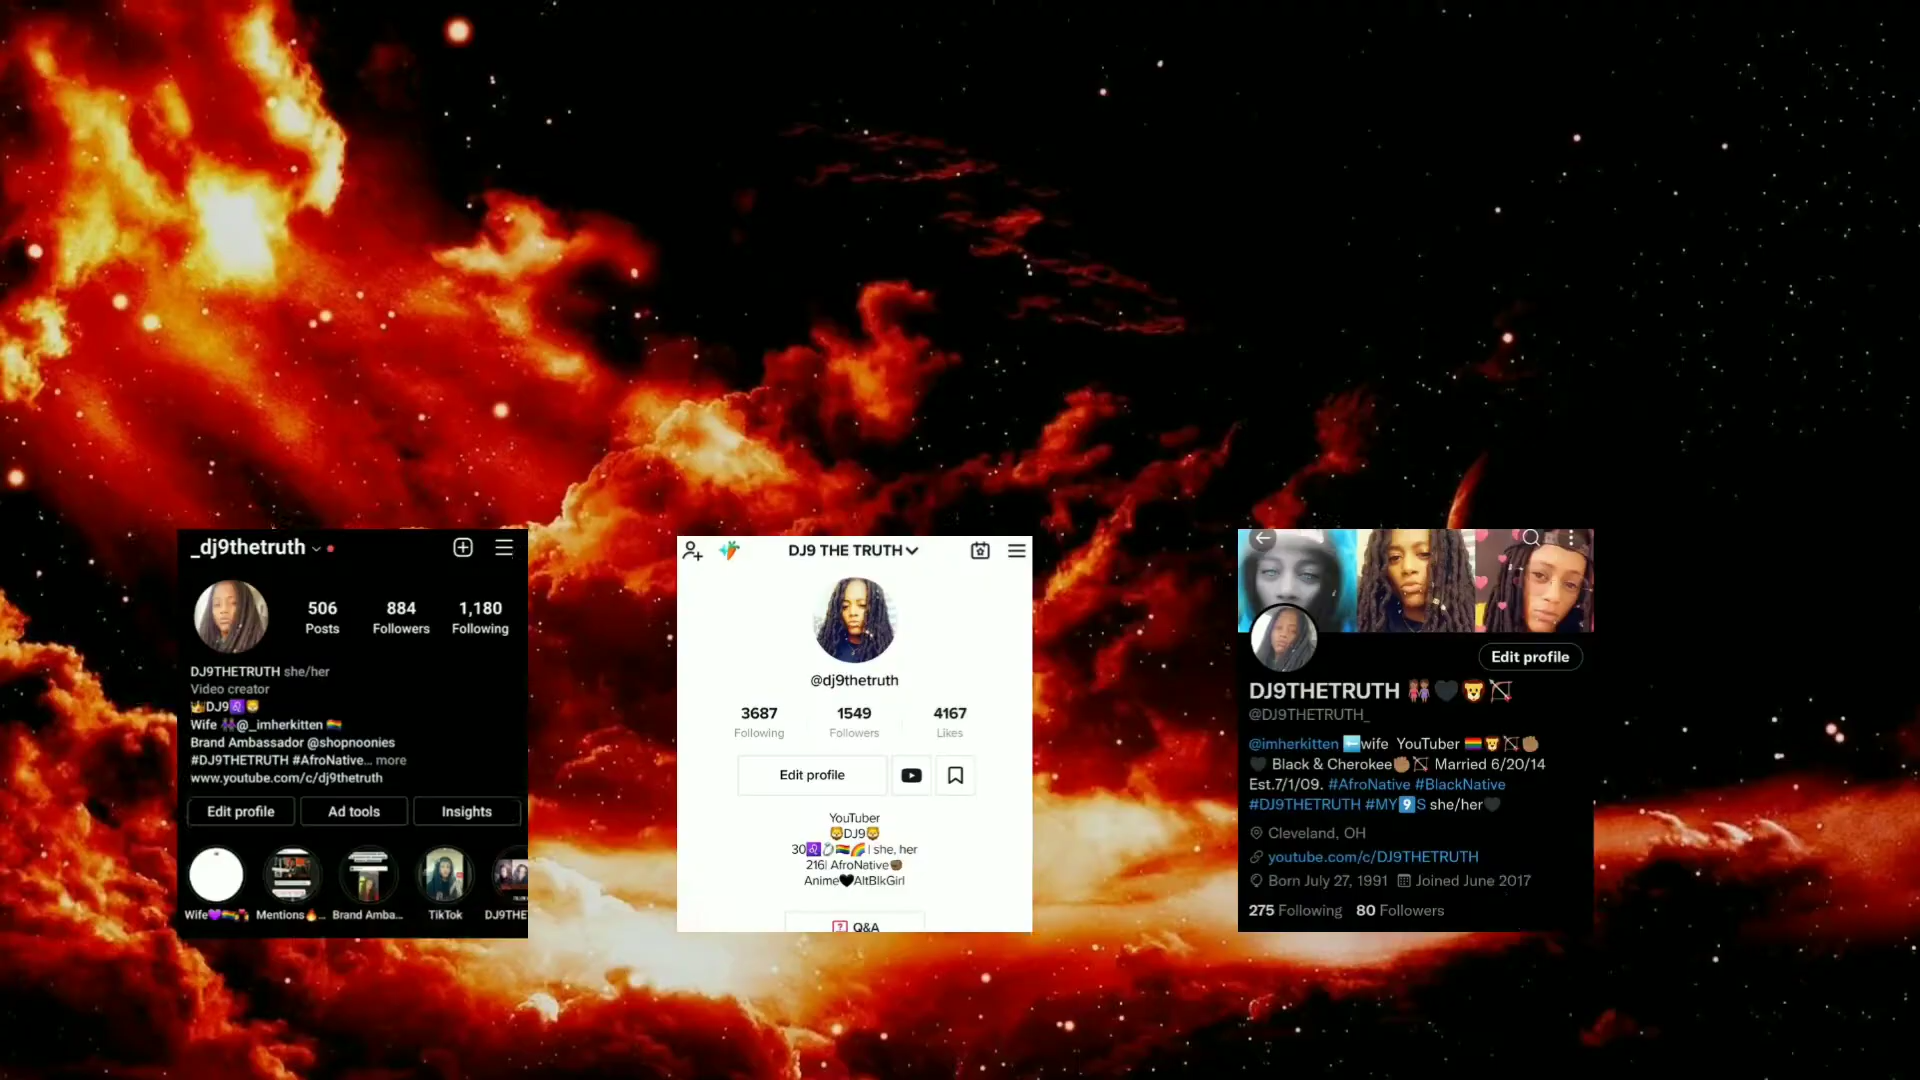 _dj9thetruth
506 884 1,180
Posts Followers Following
DJ9THETRUTH she/her
Video creator
👑DJ9♌🦁
Wife 👭@_imherkitten 🏳️‍🌈
Brand Ambassador @shopnoonies
#DJ9THETRUTH #AfroNative... more
www.youtube.com/c/dj9thetruth
Edit profile Ad tools Insights
Wife💜🏳️‍🌈💘 Mentions🔥... Brand Amba... TikTok DJ9THE
DJ9 THE TRUTH
@dj9thetruth
3687 1549 4167
Following Followers Likes
Edit profile
YouTuber
🦁DJ9🦁
30♌💍🏳️‍🌈🌈| she, her
216| AfroNative✊🏾
Anime🖤AltBlkGirl
Q&A
Edit profile
DJ9THETRUTH 👭🏾🖤🦁🏹
@DJ9THETRUTH_
@imherkitten ⬅️wife YouTuber 🏳️‍🌈🦁🏹✊🏽
🖤 Black & Cherokee✊🏽🏹 Married 6/20/14
Est.7/1/09. #AfroNative #BlackNative
#DJ9THETRUTH #MY9️⃣S she/her🖤
Cleveland, OH
youtube.com/c/DJ9THETRUTH
Born July 27, 1991 Joined June 2017
275 Following 80 Followers